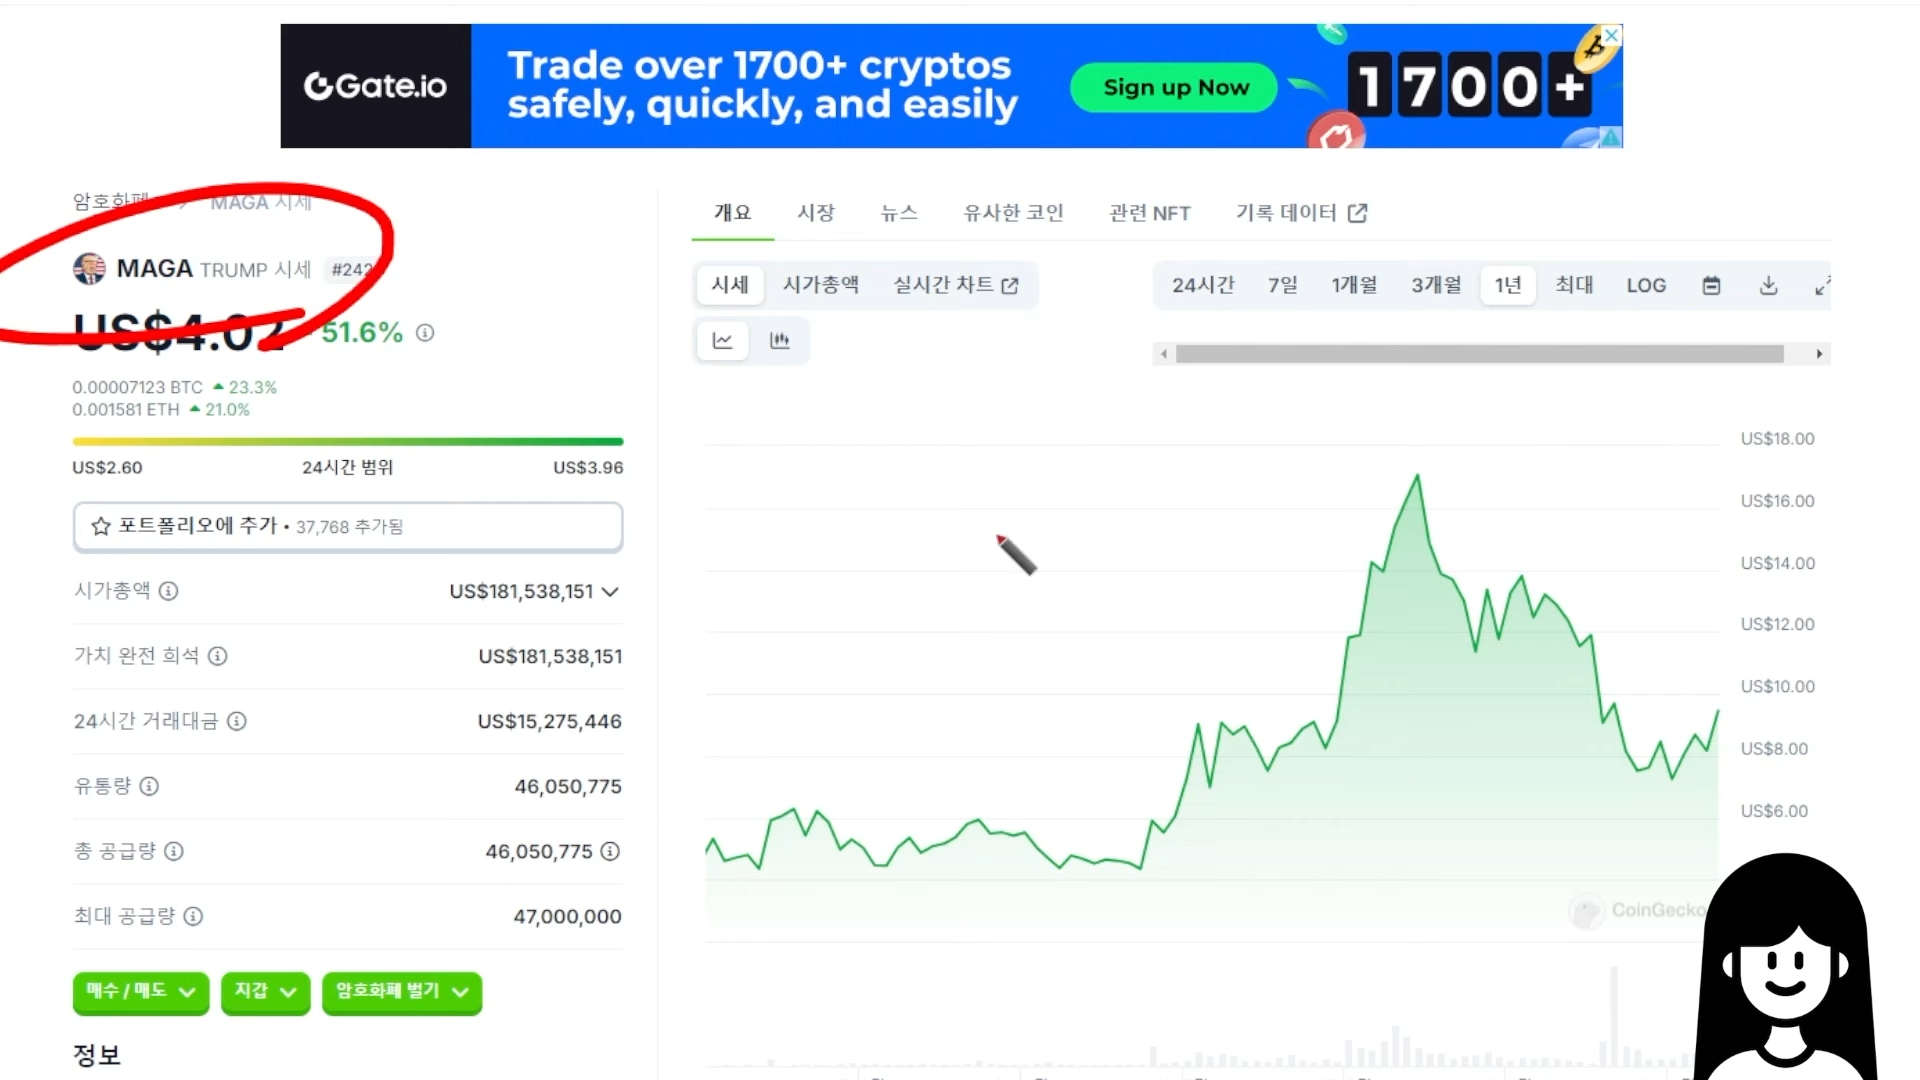 Gate.io
Trade over 1700+ cryptos
safely, quickly, and easily
Sign up Now
1700+
암호화폐 > MAGA 시세
MAGA TRUMP 시세 #242
US$4.02 51.6%
0.00007123 BTC 23.3%
0.001581 ETH 21.0%
US$2.60 24시간 범위 US$3.96
포트폴리오에 추가 • 37,768 추가됨
시가총액 US$181,538,151
가치 완전 희석 US$181,538,151
24시간 거래대금 US$15,275,446
유통량 46,050,775
총 공급량 46,050,775
최대 공급량 47,000,000
매수 / 매도 지갑 암호화폐 벌기
정보
개요 시장 뉴스 유사한 코인 관련 NFT 기록 데이터
시세 시가총액 실시간 차트
24시간 7일 1개월 3개월 1년 최대 LOG
US$18.00
US$16.00
US$14.00
US$12.00
US$10.00
US$8.00
US$6.00
CoinGecko